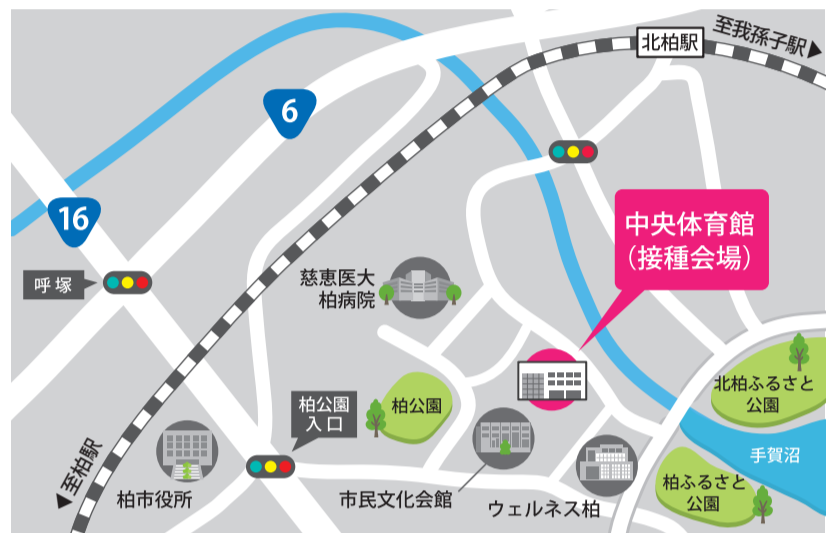 北柏駅
至我孫子駅▶
6
16
呼塚
中央体育館
（接種会場）
慈恵医大
柏病院
北柏ふるさと
公園
柏公園
柏公園
入口
手賀沼
◀至柏駅
柏市役所
市民文化会館
ウェルネス柏
柏ふるさと
公園